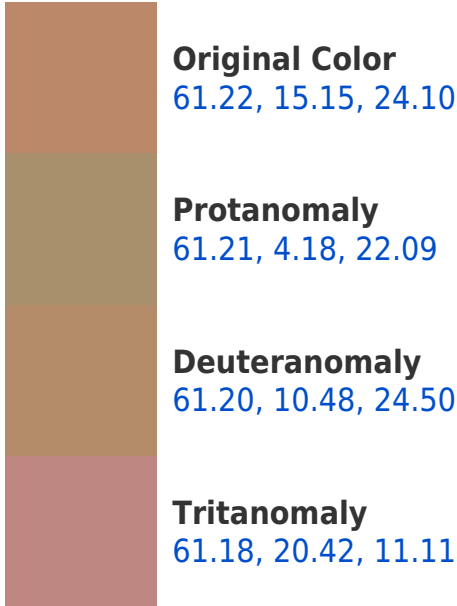 Original Color
61.22, 15.15, 24.10
Protanomaly
61.21, 4.18, 22.09
Deuteranomaly
61.20, 10.48, 24.50
Tritanomaly
61.18, 20.42, 11.11